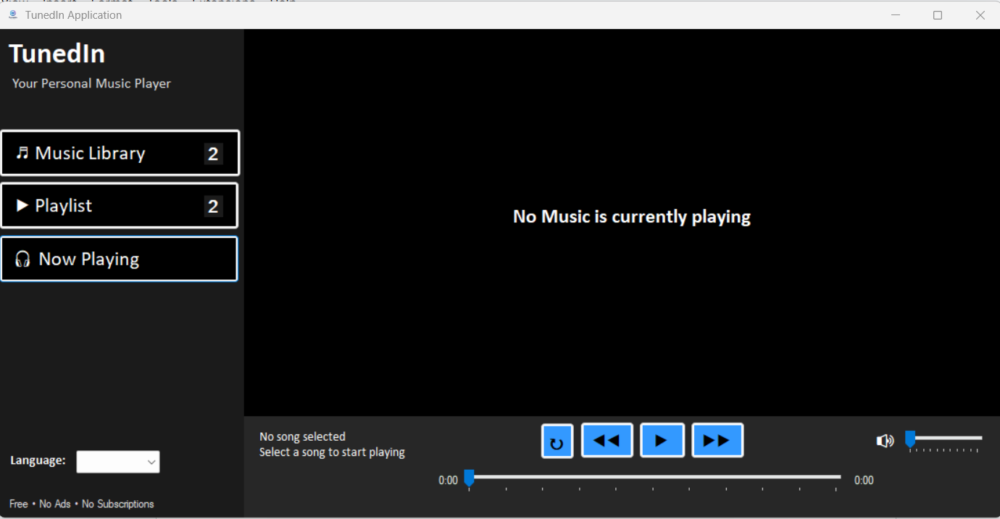 TunedIn Application
TunedIn
Your Personal Music Player
Music Library 2
Playlist 2
Now Playing
No Music is currently playing
No song selected
Select a song to start playing
0:00 0:00
Language:
Free • No Ads • No Subscriptions